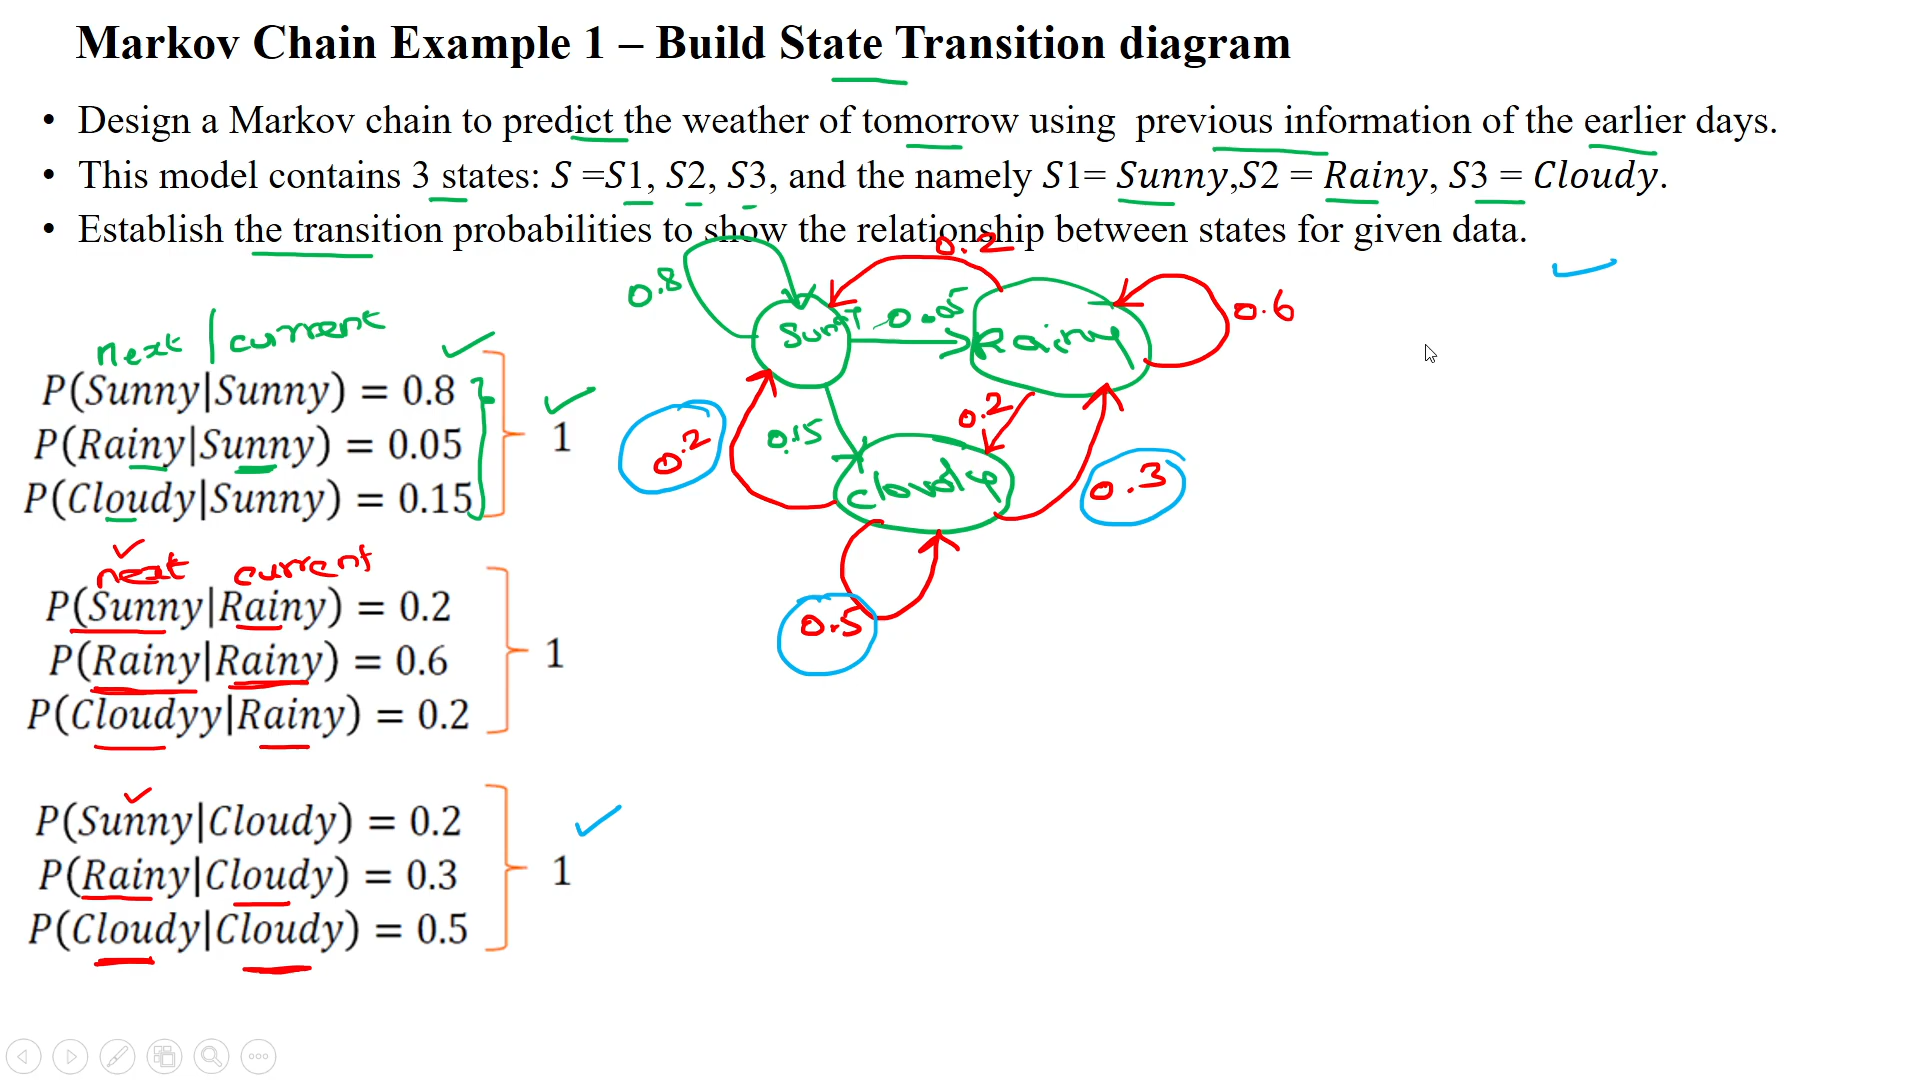 Markov Chain Example 1 – Build State Transition diagram
• Design a Markov chain to predict the weather of tomorrow using previous information of the earlier days.
• This model contains 3 states: S =S1, S2, S3, and the namely S1= Sunny,S2 = Rainy, S3 = Cloudy.
• Establish the transition probabilities to show the relationship between states for given data.
next | current
P(Sunny|Sunny) = 0.8
P(Rainy|Sunny) = 0.05
P(Cloudy|Sunny) = 0.15
1
next current
P(Sunny|Rainy) = 0.2
P(Rainy|Rainy) = 0.6
P(Cloudyy|Rainy) = 0.2
1
P(Sunny|Cloudy) = 0.2
P(Rainy|Cloudy) = 0.3
P(Cloudy|Cloudy) = 0.5
1
0.2
0.8
0.05
0.6
Rainy
0.2
0.15
0.2
Cloudy
0.3
0.5